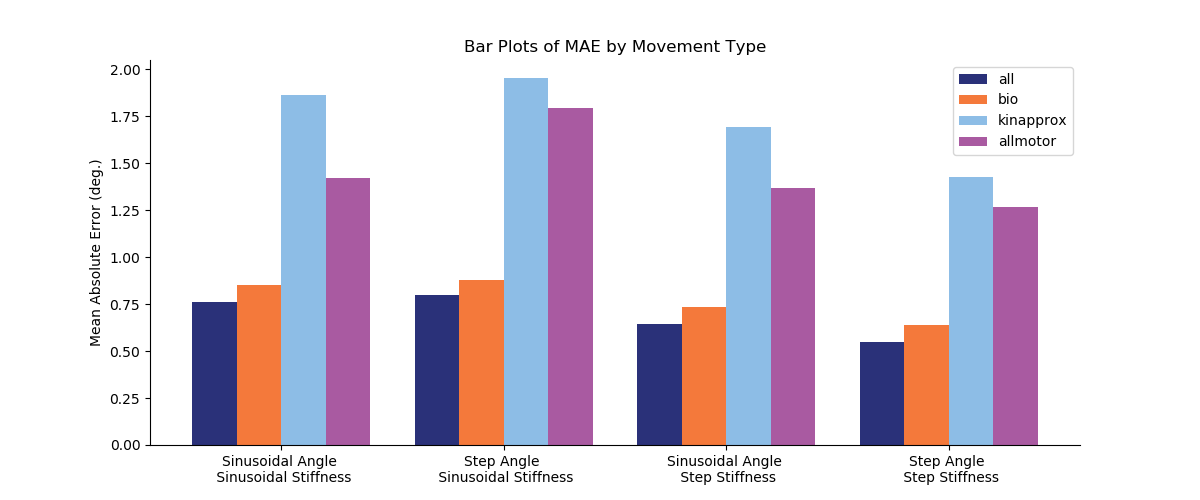 Bar Plots of MAE by Movement Type
Mean Absolute Error (deg.)
2.00
1.75
1.50
1.25
1.00
0.75
0.50
0.25
0.00
all
bio
kinapprox
allmotor
Sinusoidal Angle
Sinusoidal Stiffness
Step Angle
Sinusoidal Stiffness
Sinusoidal Angle
Step Stiffness
Step Angle
Step Stiffness